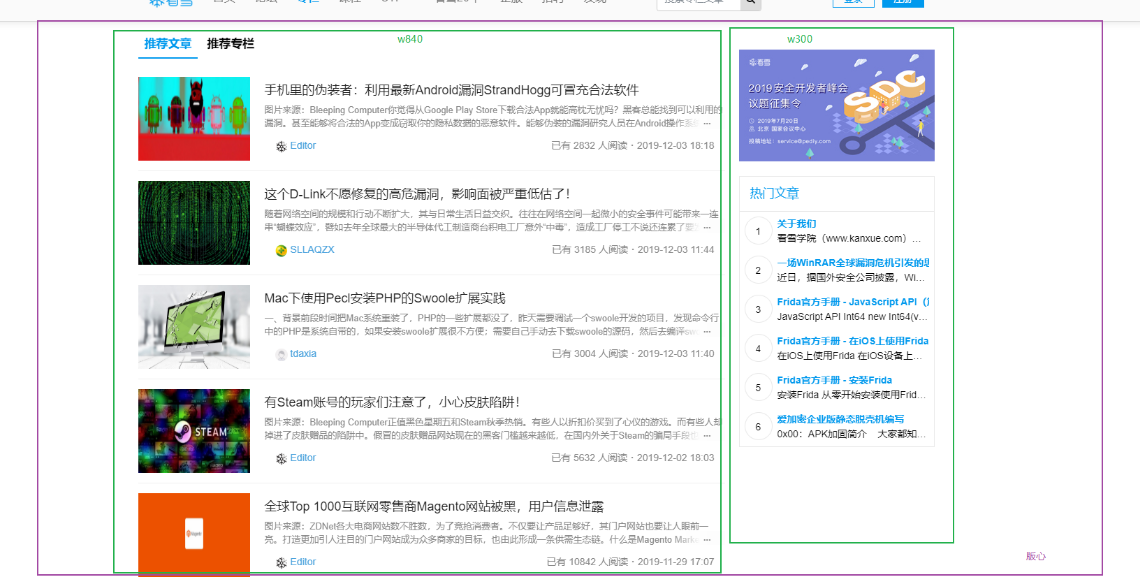 推荐文章 推荐专栏
w840
手机里的伪装者：利用最新Android漏洞StrandHogg可冒充合法软件
图片来源：Bleeping Computer你觉得从Google Play Store下载合法App就能高枕无忧吗？黑客总能找到可以利用的
漏洞。甚至能够将合法的App变成窃取你的隐私数据的恶意软件。能够伪装的漏洞研究人员在Android操作系 ...
Editor
已有 2832 人阅读・2019-12-03 18:18
这个D-Link不愿修复的高危漏洞，影响面被严重低估了！
随着网络空间的规模和行动不断扩大，其与日常生活日益交织。往往在网络空间一起微小的安全事件可能带来一连
串“蝴蝶效应”，譬如去年全球最大的半导体代工制造商台积电工厂意外“中毒”，造成工厂停工不说还连累了 ...
SLLAQZX
已有 3185 人阅读・2019-12-03 11:44
Mac下使用Pecl安装PHP的Swoole扩展实践
一、背景前段时间把Mac系统重装了，PHP的一些扩展都没了，昨天需要调试一个swoole开发的项目，发现命令行
中的PHP是系统自带的，如果安装swoole扩展很不方便；需要自己手动去下载swoole的源码，然后去编译 ...
tdaxia
已有 3004 人阅读・2019-12-03 11:40
有Steam账号的玩家们注意了，小心皮肤陷阱！
图片来源：Bleeping Computer正值黑色星期五和Steam秋季热销。有些人以折扣价买到了心仪的游戏。而有些人却
掉进了皮肤赠品的陷阱中。假冒的皮肤赠品网站现在的黑客门槛越来越低，在国内外关于Steam的骗局手段 ...
STEAM
Editor
已有 5632 人阅读・2019-12-02 18:03
全球Top 1000互联网零售商Magento网站被黑，用户信息泄露
图片来源：ZDNet各大电商网站数不胜数，为了竞抢消费者。不仅要让产品足够好，其门户网站也要让人眼前一
亮。打造更加引人注目的门户网站成为众多商家的目标，也由此形成一条供需生态链。什么是Magento ...
Editor
已有 10842 人阅读・2019-11-29 17:07
w300
看雪
2019安全开发者峰会
议题征集令
SDC
2019年7月20日
北京 国家会议中心
投稿地址：service@pediy.com
热门文章
1 关于我们
看雪学院（www.kanxue.com）...
2 一场WinRAR全球漏洞危机引发的
近日，据国外安全公司披露，Wi...
3 Frida官方手册 - JavaScript API（
JavaScript API Int64 new Int64(v...
4 Frida官方手册 - 在iOS上使用Frida
在iOS上使用Frida 在iOS设备上...
5 Frida官方手册 - 安装Frida
安装Frida 从零开始安装使用Frid...
6 爱加密企业版静态脱壳机编写
0x00：APK加固简介 大家都知...
版心